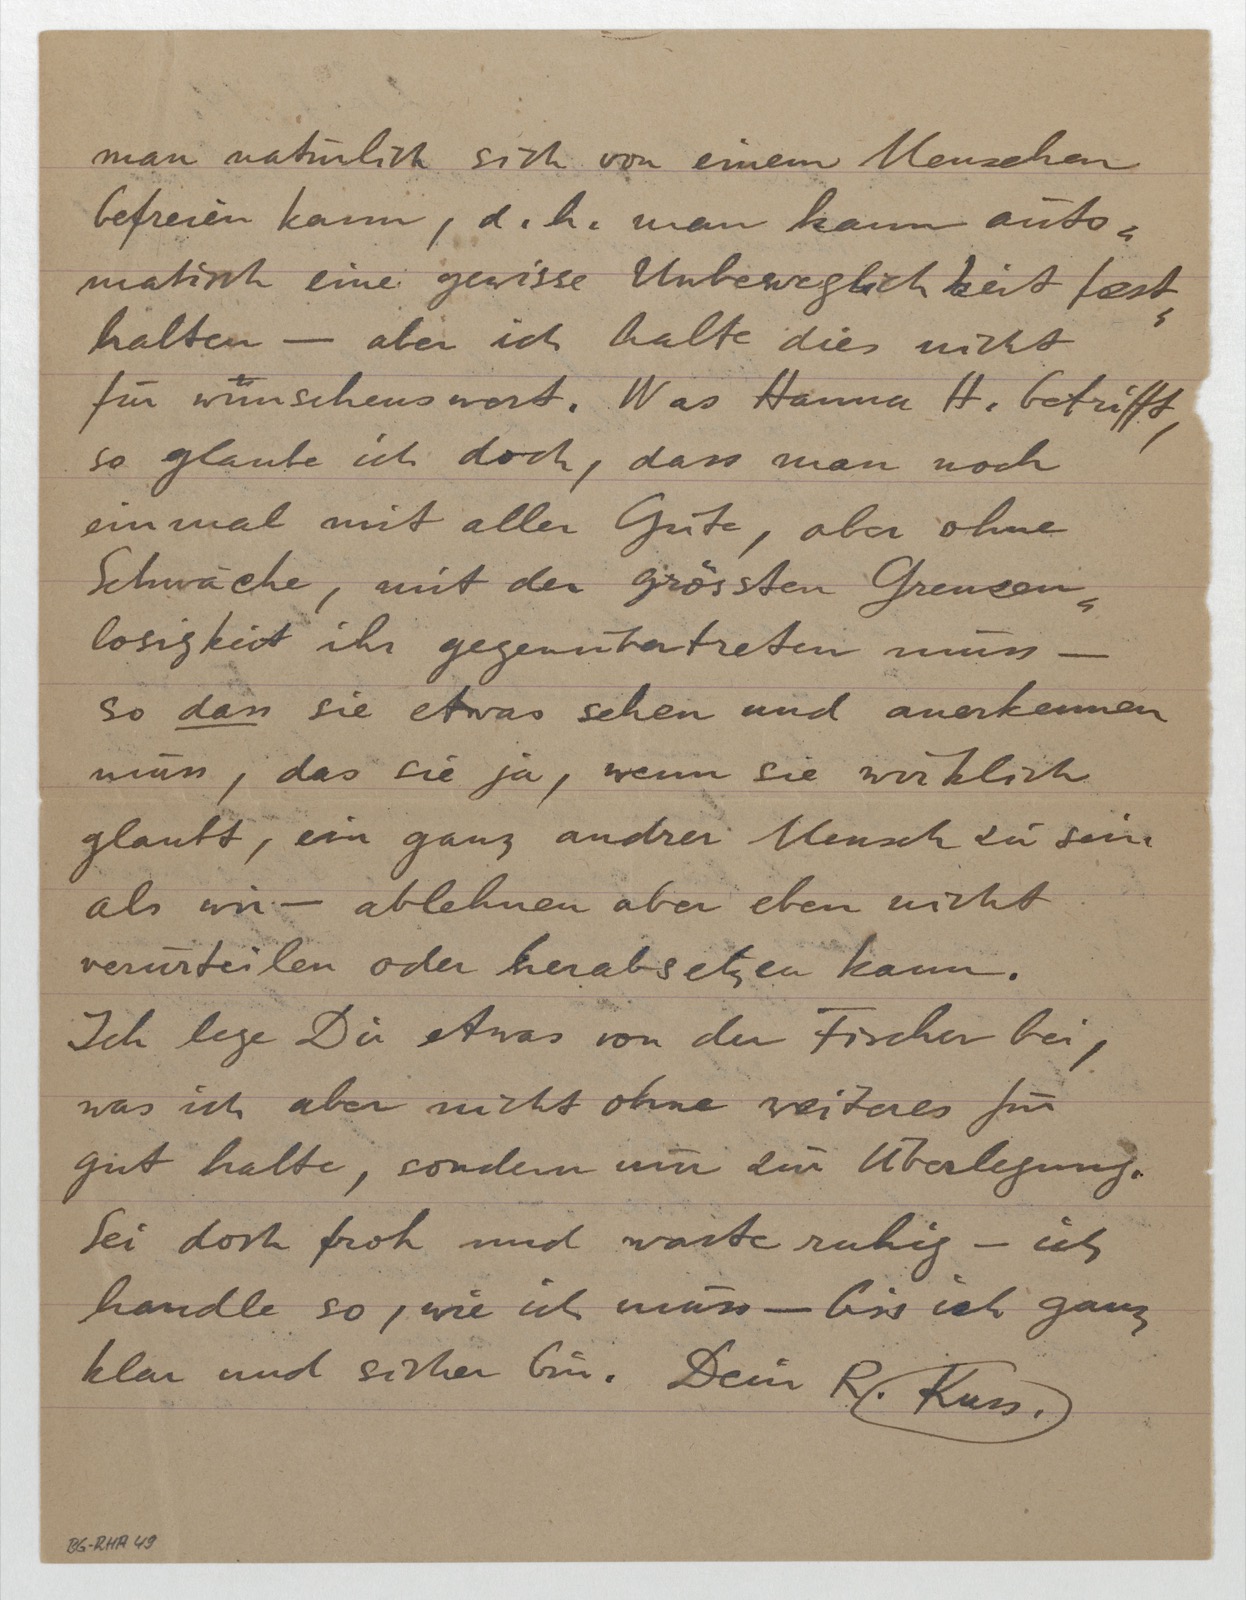 man natürlich sich von einem Menschen
befreien kann, d. h. man kann auto„
matisch eine gewisse Unbeweglichkeit fest„
halten — aber ich halte dies nicht
für wünschenswert. Was Hanna H. betrifft,
so glaube ich doch, dass man noch
einmal mit aller Güte, aber ohne
Schwäche, mit der grössten Grenzen„
losigkeit ihr gegenübertreten muss —
so dass sie etwas sehen und anerkennen
muss, das sie ja, wenn sie wirklich
glaubt, ein ganz andrer Mensch zu sein.
als wir — ablehnen aber eben nicht
verurteilen oder herabsetzen kann.
Ich lege Dir etwas von der Fischer bei,
was ich aber nicht ohne weiteres für
gut halte, sondern nur zur Überlegung.
Sei doch froh und warte ruhig – ich
handle so, wie ich muss — bis ich ganz
klar und sicher bin. Dein R. Kuss.
BG-RHA 49